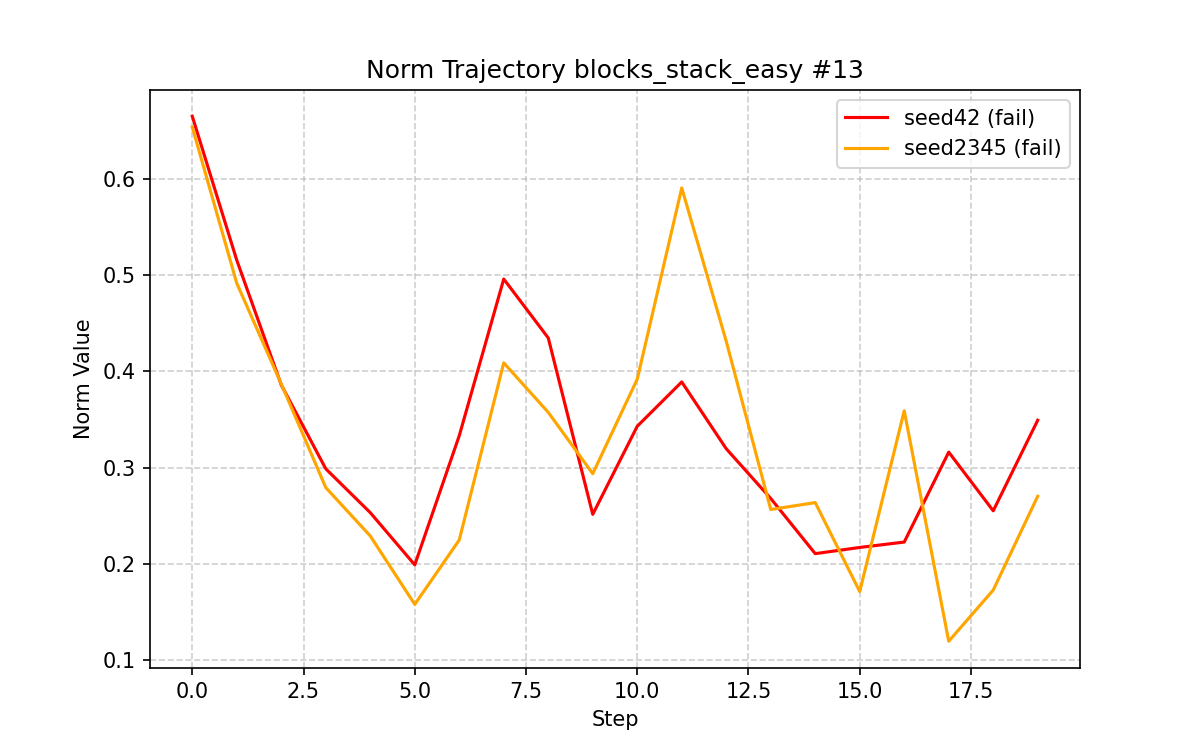 Norm Trajectory blocks_stack_easy #13
seed42 (fail)
seed2345 (fail)
Norm Value
0.6
0.5
0.4
0.3
0.2
0.1
0.0
2.5
5.0
7.5
10.0
12.5
15.0
17.5
Step